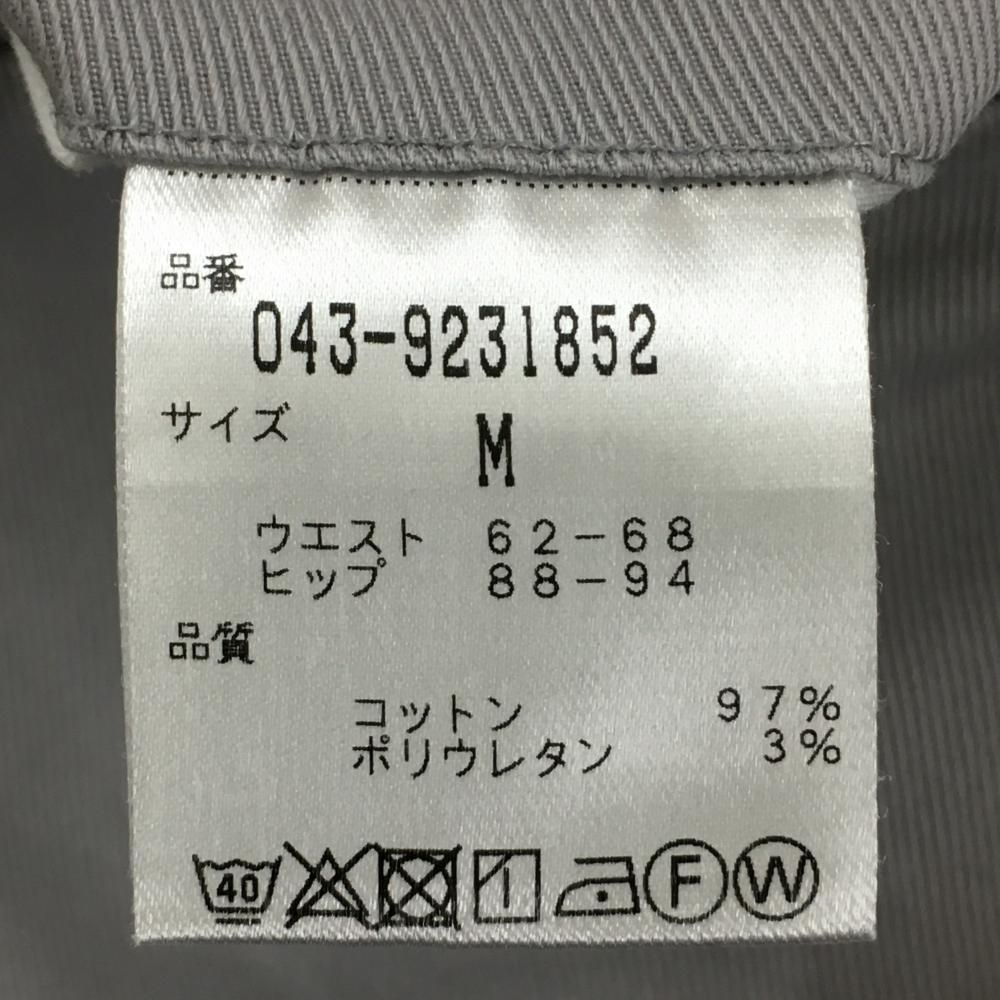 品番
043-9231852
サイズ
M
ウエスト 62-68
ヒップ 88-94
品質
コットン 97%
ポリウレタン 3%
40 F W